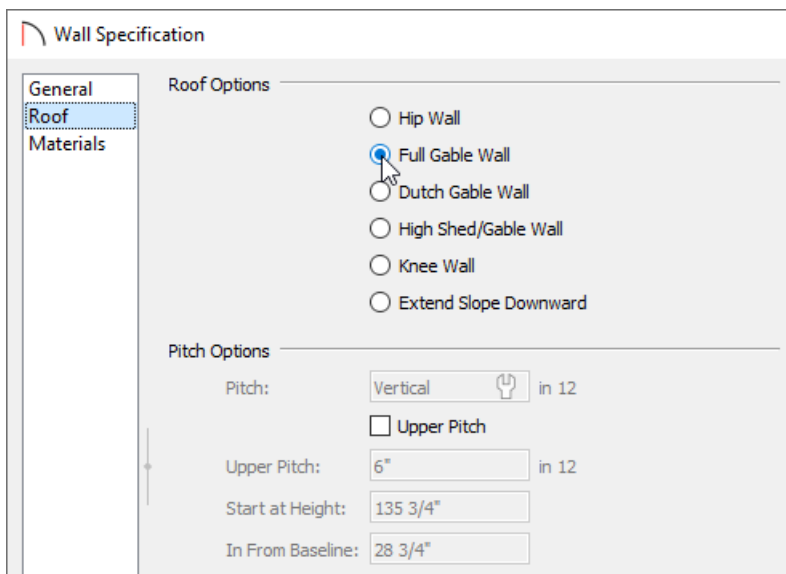 Wall Specification
General
Roof
Materials
Roof Options
Hip Wall
Full Gable Wall
Dutch Gable Wall
High Shed/Gable Wall
Knee Wall
Extend Slope Downward
Pitch Options
Pitch: Vertical in 12
Upper Pitch
Upper Pitch: 6" in 12
Start at Height: 135 3/4"
In From Baseline: 28 3/4"